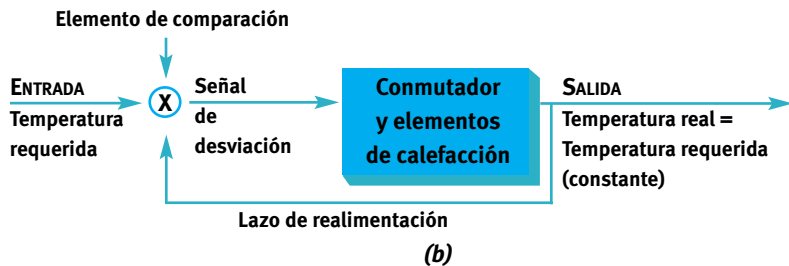 Elemento de comparación
ENTRADA
Temperatura
requerida
X
Señal
de
desviación
Conmutador
y elementos
de calefacción
SALIDA
Temperatura real =
Temperatura requerida
(constante)
Lazo de realimentación
(b)